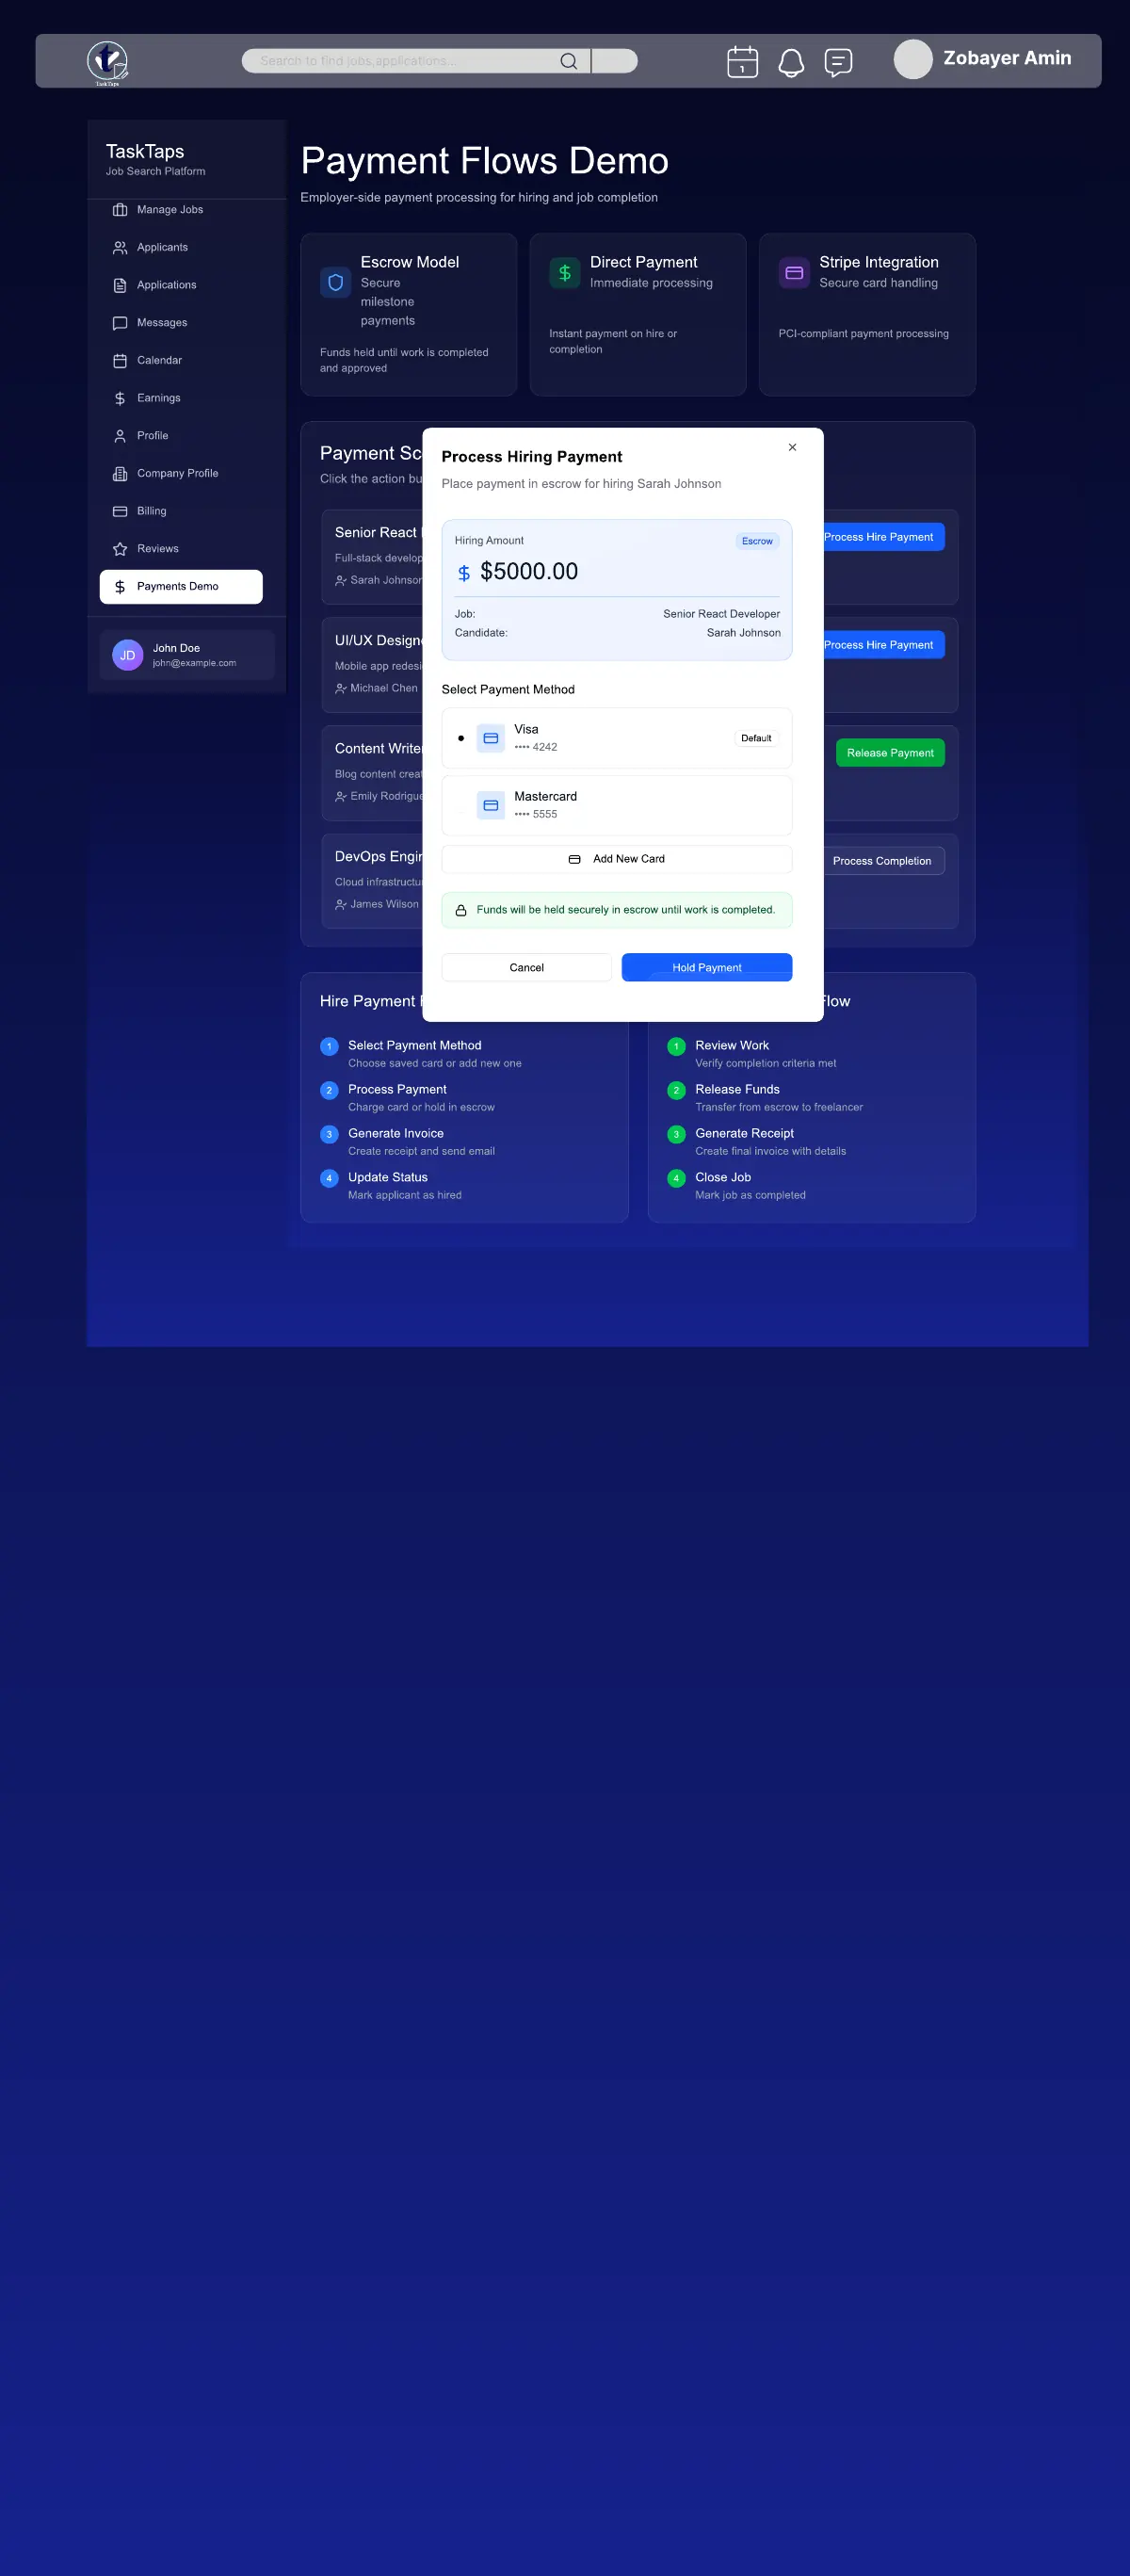 TaskTaps
Search to find jobs,applications...
1
Zobayer Amin
TaskTaps
Job Search Platform
Manage Jobs
Applicants
Applications
Messages
Calendar
Earnings
Profile
Company Profile
Billing
Reviews
Payments Demo
JD
John Doe
john@example.com
Payment Flows Demo
Employer-side payment processing for hiring and job completion
Escrow Model
Secure
milestone
payments
Funds held until work is completed
and approved
Direct Payment
Immediate processing
Instant payment on hire or
completion
Stripe Integration
Secure card handling
PCI-compliant payment processing
Payment Sc
Click the action bu
Senior React
Full-stack develop
Sarah Johnson
Process Hire Payment
UI/UX Design
Mobile app redesi
Michael Chen
Process Hire Payment
Content Writer
Blog content creat
Emily Rodrigue
Release Payment
DevOps Engin
Cloud infrastructu
James Wilson
Process Completion
Process Hiring Payment
Place payment in escrow for hiring Sarah Johnson
Hiring Amount
Escrow
$5000.00
Job:
Senior React Developer
Candidate:
Sarah Johnson
Select Payment Method
Visa
•••• 4242
Default
Mastercard
•••• 5555
Add New Card
Funds will be held securely in escrow until work is completed.
Cancel
Hold Payment
Hire Payment
1
Select Payment Method
Choose saved card or add new one
2
Process Payment
Charge card or hold in escrow
3
Generate Invoice
Create receipt and send email
4
Update Status
Mark applicant as hired
Flow
1
Review Work
Verify completion criteria met
2
Release Funds
Transfer from escrow to freelancer
3
Generate Receipt
Create final invoice with details
4
Close Job
Mark job as completed